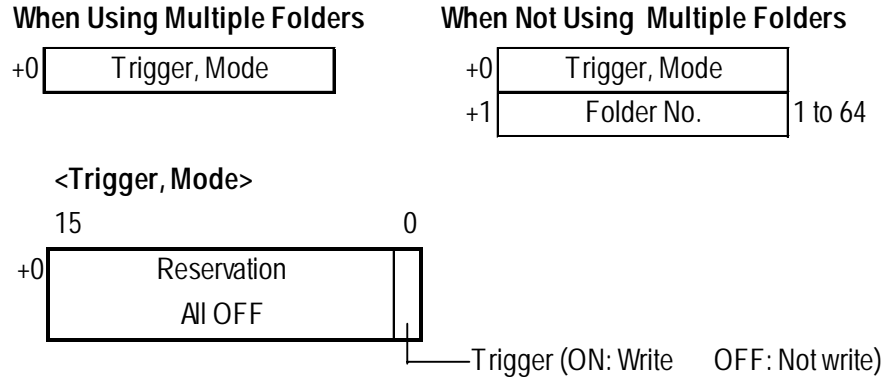 When Using Multiple Folders
+0 Trigger, Mode
When Not Using Multiple Folders
+0 Trigger, Mode
+1 Folder No. 1 to 64
<Trigger, Mode>
15 0
+0 Reservation
All OFF
Trigger (ON: Write OFF: Not write)